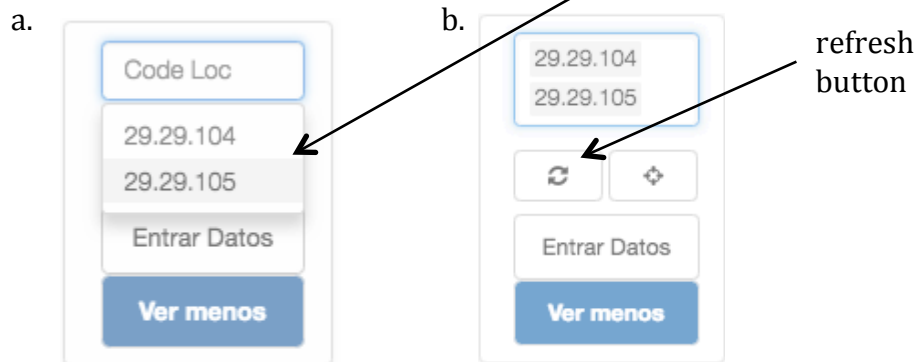 a.
Code Loc
29.29.104
29.29.105
Entrar Datos
Ver menos
b.
29.29.104
29.29.105
Entrar Datos
Ver menos
refresh
button